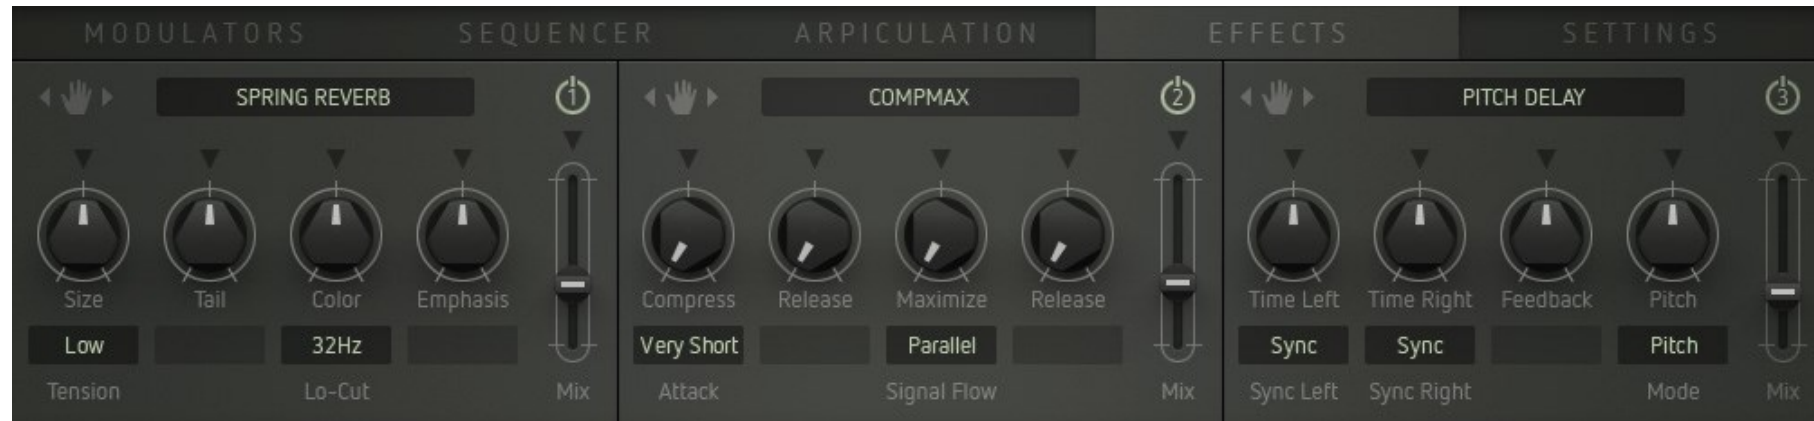 MODULATORS SEQUENCER ARPICULATION EFFECTS SETTINGS
SPRING REVERB 1 COMPMAX 2 PITCH DELAY 3
Size Tail Color Emphasis Compress Release Maximize Release Time Left Time Right Feedback Pitch
Low 32Hz Very Short Parallel Sync Sync Pitch
Tension Lo-Cut Mix Attack Signal Flow Mix Sync Left Sync Right Mode Mix